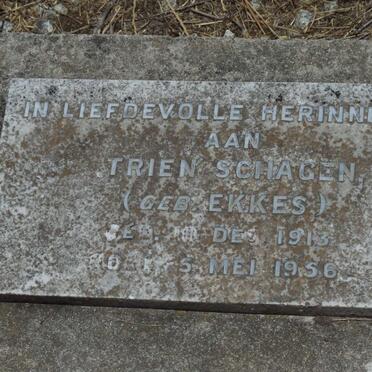 IN LIEFDEVOLLE HERINN
AAN
TRIEN SCHAGEN,
(GEB. EKKES)
DES 1913
5 MEI 1956